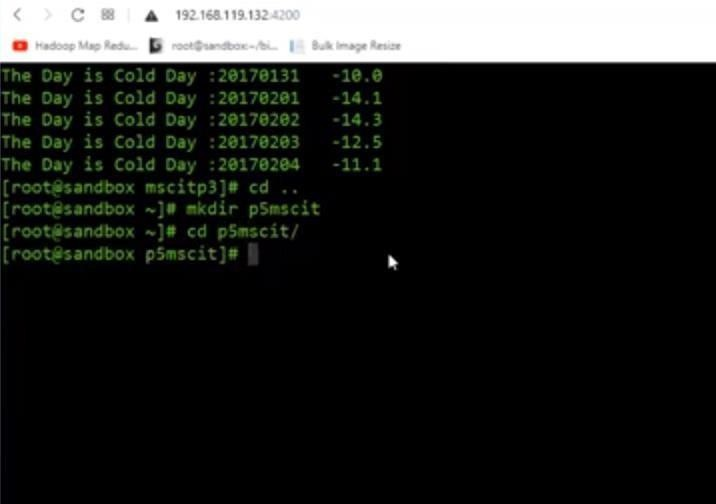 192.168.119.132:4200
Hadoop Map Redu... root@sandbox:~/bi... Bulk Image Resize
The Day is Cold Day :20170131 -10.0
The Day is Cold Day :20170201 -14.1
The Day is Cold Day :20170202 -14.3
The Day is Cold Day :20170203 -12.5
The Day is Cold Day :20170204 -11.1
[root@sandbox mscitp3]# cd ..
[root@sandbox ~]# mkdir p5mscit
[root@sandbox ~]# cd p5mscit/
[root@sandbox p5mscit]#